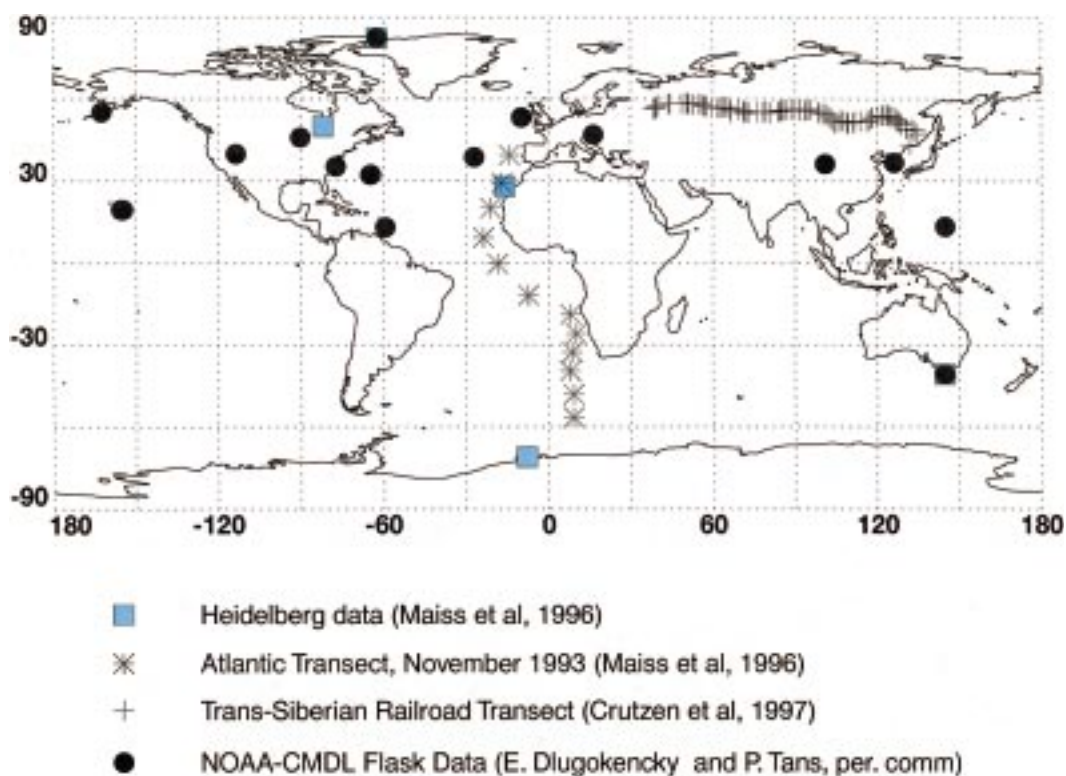 90
30
-30
-90
180 -120 -60 0 60 120 180
Heidelberg data (Maiss et al, 1996)
Atlantic Transect, November 1993 (Maiss et al, 1996)
Trans-Siberian Railroad Transect (Crutzen et al, 1997)
NOAA-CMDL Flask Data (E. Dlugokencky and P. Tans, per. comm)